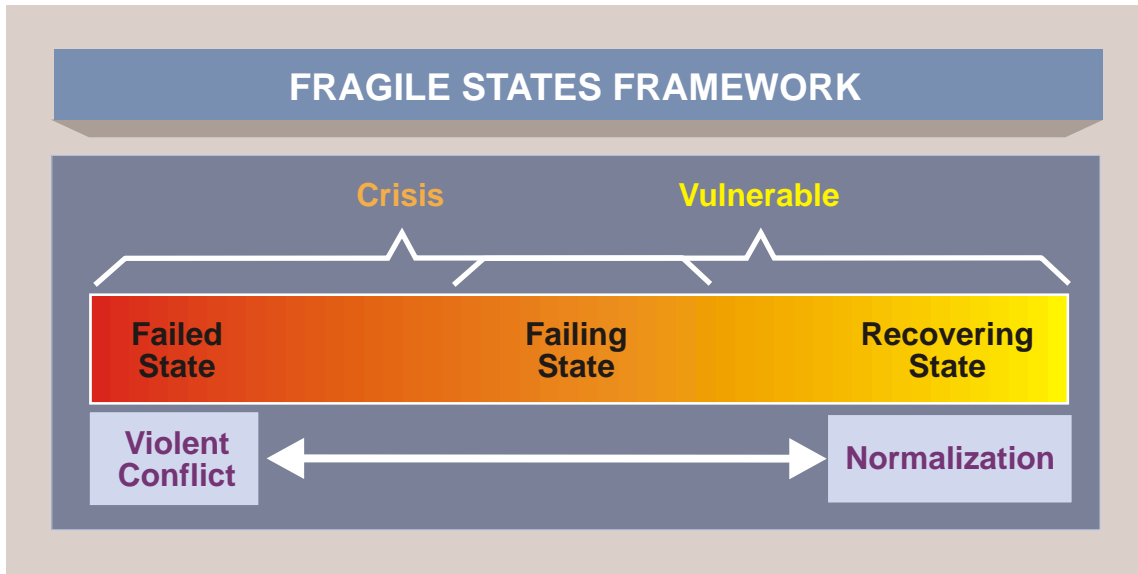 FRAGILE STATES FRAMEWORK
Crisis
Vulnerable
Failed
State
Failing
State
Recovering
State
Violent
Conflict
Normalization